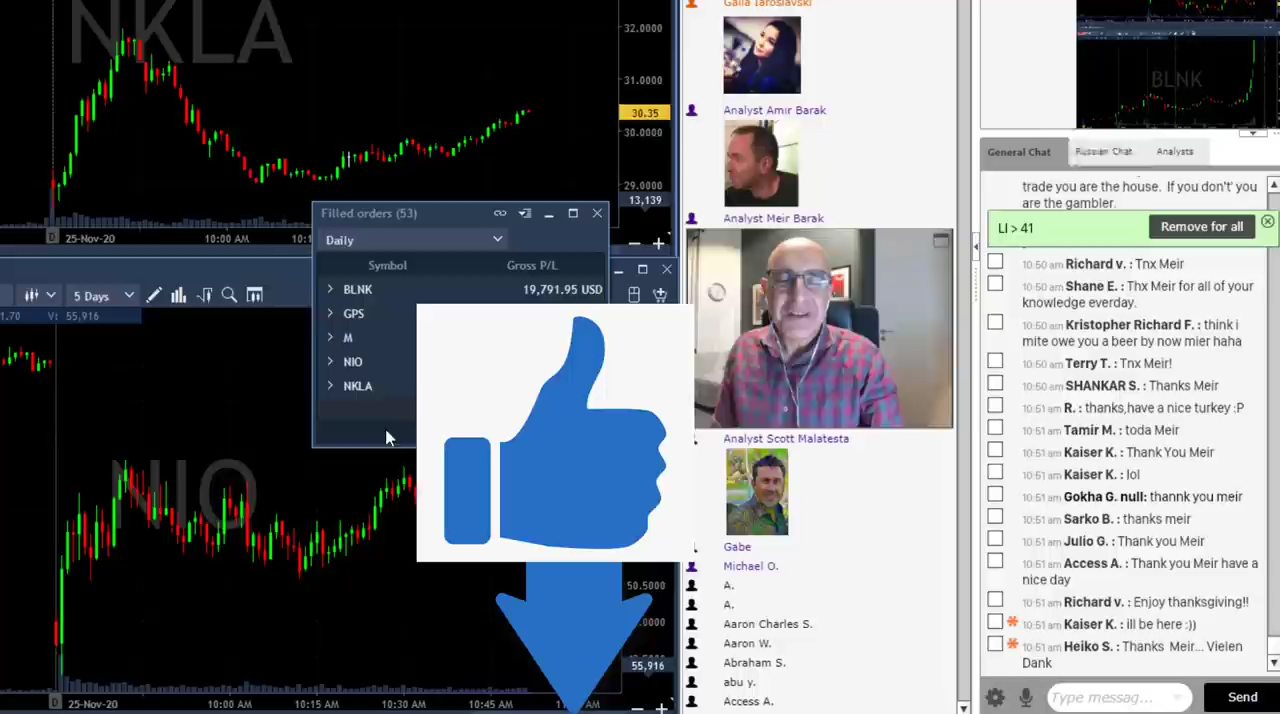 NKLA
32.0000
31.0000
30.35
30.0000
29.0000
13,139
D 25-Nov-20 10:00 AM
Filled orders (53)
Daily
Symbol Gross P/L
BLNK 19,791.95 USD
GPS
M
NIO
NKLA
5 Days
1.70 V: 55,916
NIO
50.5000
55,916
D 25-Nov-20 10:00 AM 10:15 AM 10:30 AM 10:45 AM
Galia Iaroslavski
Analyst Amir Barak
Analyst Meir Barak
Analyst Scott Malatesta
Gabe
Michael O.
A.
A.
Aaron Charles S.
Aaron W.
Abraham S.
abu y.
Access A.
BLNK
General Chat Russian Chat Analysts
trade you are the house. If you don't' you
are the gambler.
LI > 41 Remove for all
10:50 am Richard v. : Tnx Meir
10:50 am Shane E. : Thx Meir for all of your
knowledge everday.
10:50 am Kristopher Richard F. : think i
mite owe you a beer by now mier haha
10:50 am Terry T. : Tnx Meir!
10:50 am SHANKAR S. : Thanks Meir
10:51 am R. : thanks,have a nice turkey :P
10:51 am Tamir M. : toda Meir
10:51 am Kaiser K. : Thank You Meir
10:51 am Kaiser K. : lol
10:51 am Gokha G. null: thannk you meir
10:51 am Sarko B. : thanks meir
10:51 am Julio G. : Thank you Meir
10:51 am Access A. : Thank you Meir have a
nice day
10:51 am Richard v. : Enjoy thanksgiving!!
10:51 am Kaiser K. : ill be here :))
10:51 am Heiko S. : Thanks Meir... Vielen
Dank
Type messag...
Send